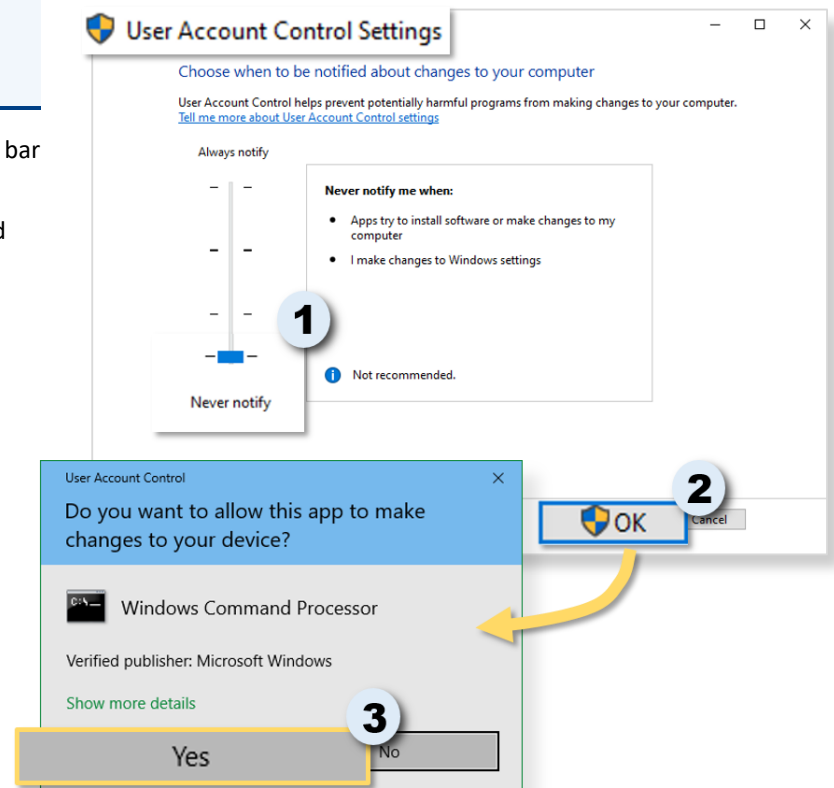 User Account Control Settings
Choose when to be notified about changes to your computer
User Account Control helps prevent potentially harmful programs from making changes to your computer.
Tell me more about User Account Control settings
bar
Always notify
Never notify me when:
Apps try to install software or make changes to my
computer
I make changes to Windows settings
1
Not recommended.
Never notify
2
OK
Cancel
User Account Control
Do you want to allow this app to make
changes to your device?
C:\_
Windows Command Processor
Verified publisher: Microsoft Windows
Show more details
3
Yes
No